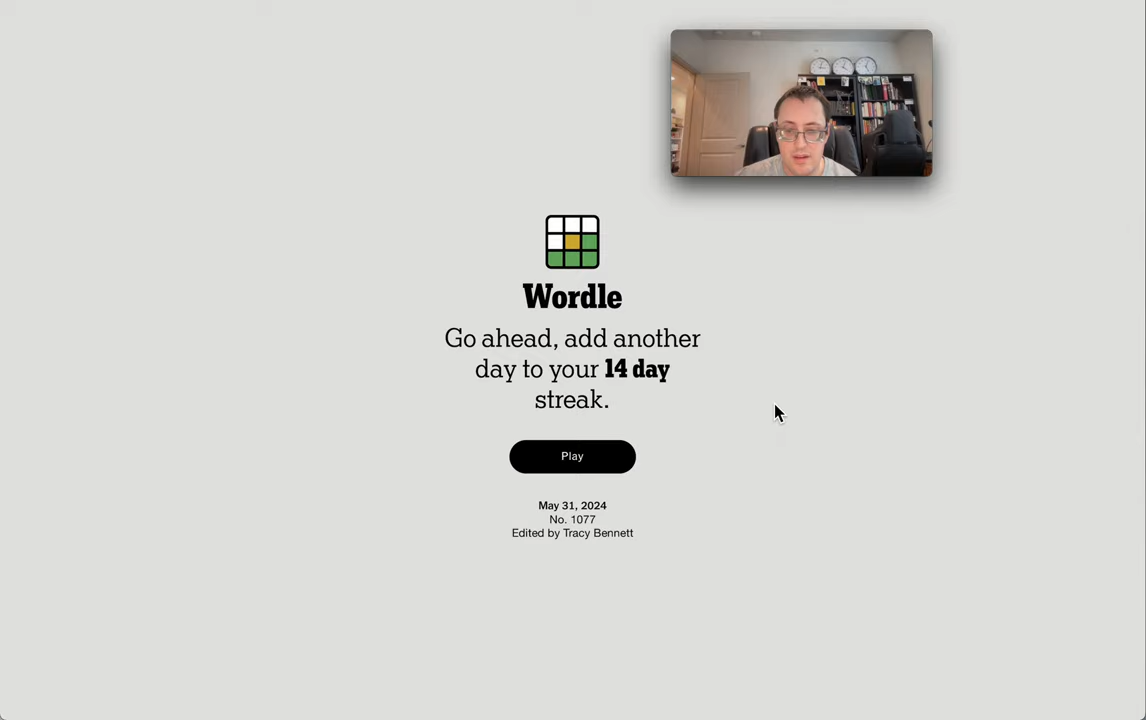 Wordle
Go ahead, add another
day to your 14 day
streak.
Play
May 31, 2024
No. 1077
Edited by Tracy Bennett